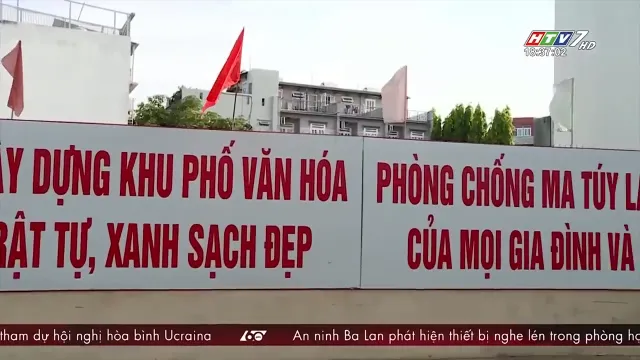 HTV7 HD
18:37:02
ÂY DỰNG KHU PHỐ VĂN HÓA
RẬT TỰ, XANH SẠCH ĐẸP
PHÒNG CHỐNG MA TÚY LÀ
CỦA MỌI GIA ĐÌNH VÀ
tham dự hội nghị hòa bình Ucraina
60
An ninh Ba Lan phát hiện thiết bị nghe lén trong phòng họ